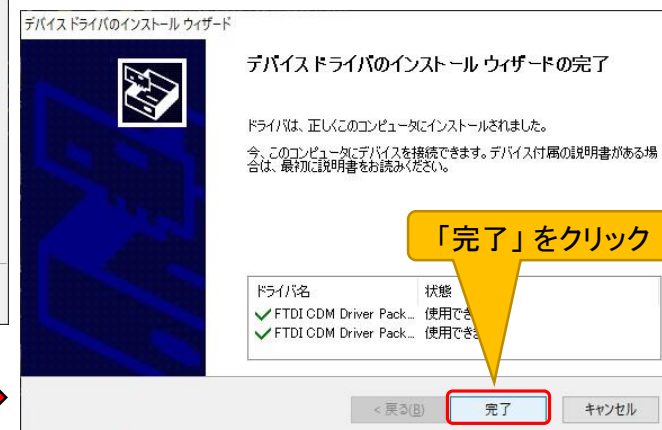 デバイス ドライバのインストール ウィザード
デバイス ドライバのインストール ウィザードの完了
ドライバは、正しくこのコンピュータにインストールされました。
今、このコンピュータにデバイスを接続できます。デバイス付属の説明書がある場
合は、最初に説明書をお読みください。
「完了」をクリック
ドライバ名 状態
FTDI CDM Driver Pack... 使用でき
FTDI CDM Driver Pack... 使用でき
< 戻る(B) 完了 キャンセル